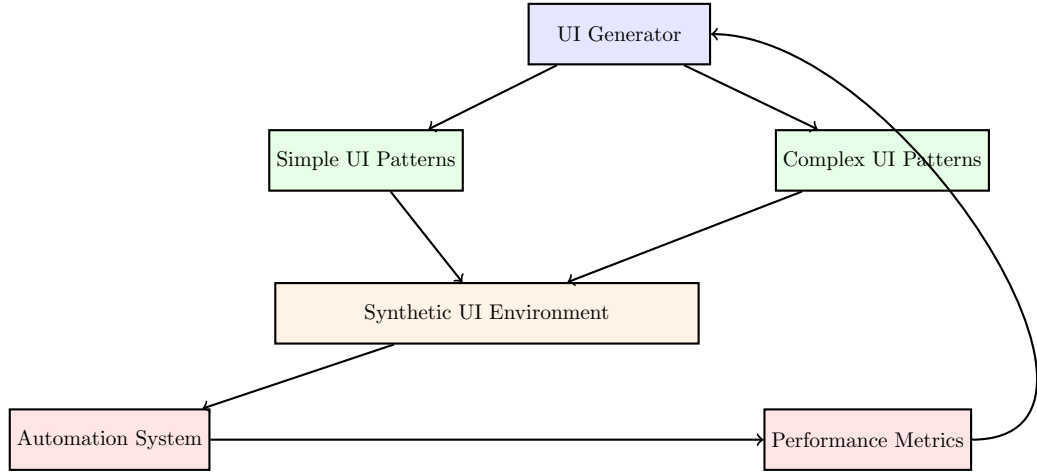 UI Generator
Simple UI Patterns
Complex UI Patterns
Synthetic UI Environment
Automation System
Performance Metrics